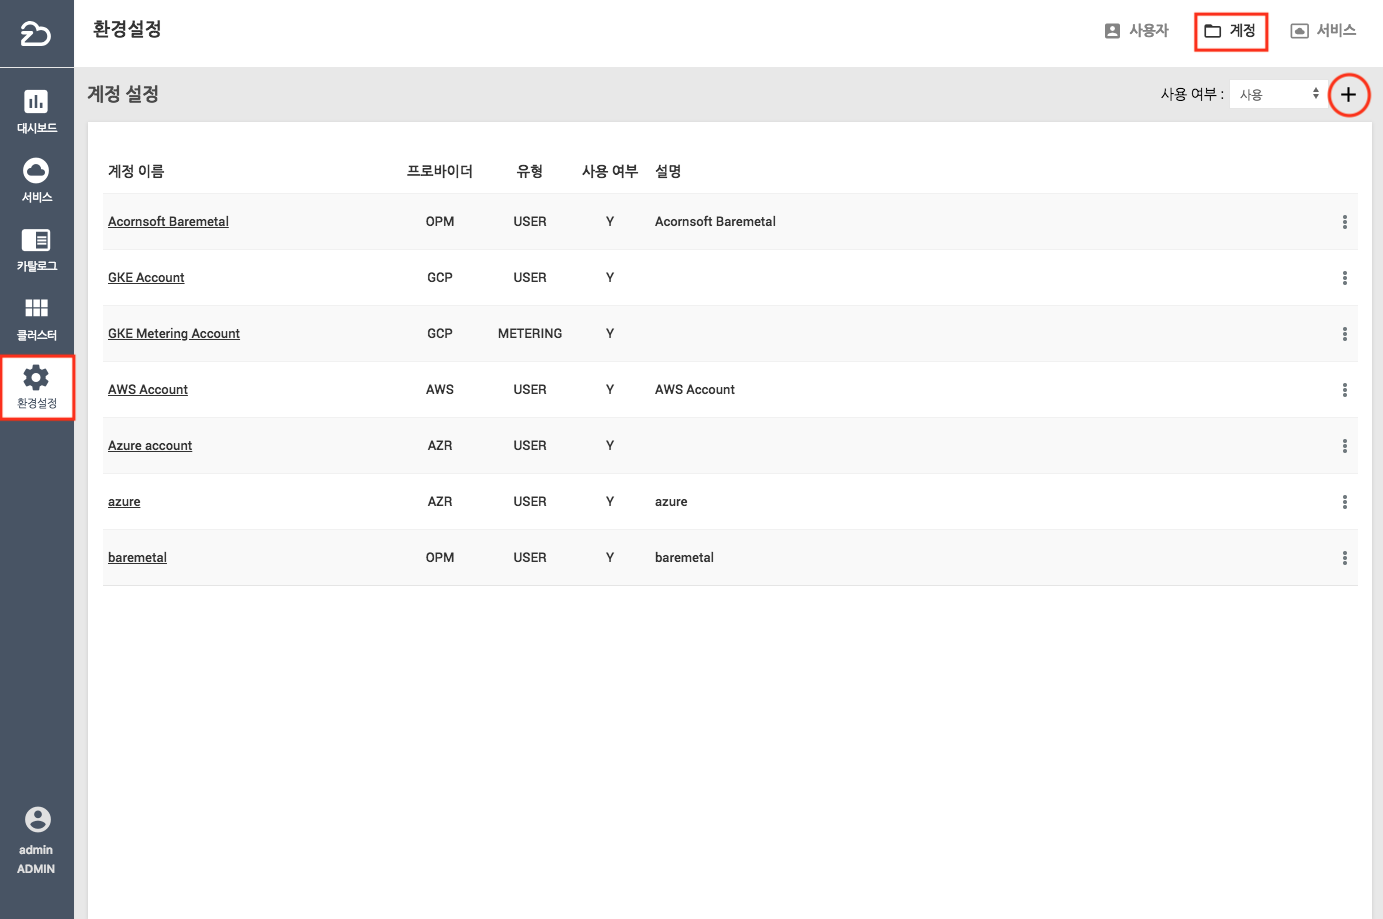 환경설정
사용자
계정
서비스
대시보드
서비스
카탈로그
클러스터
환경설정
admin
ADMIN
계정 설정
사용 여부 : 사용
계정 이름 프로바이더 유형 사용 여부 설명
Acornsoft Baremetal OPM USER Y Acornsoft Baremetal
GKE Account GCP USER Y
GKE Metering Account GCP METERING Y
AWS Account AWS USER Y AWS Account
Azure account AZR USER Y
azure AZR USER Y azure
baremetal OPM USER Y baremetal